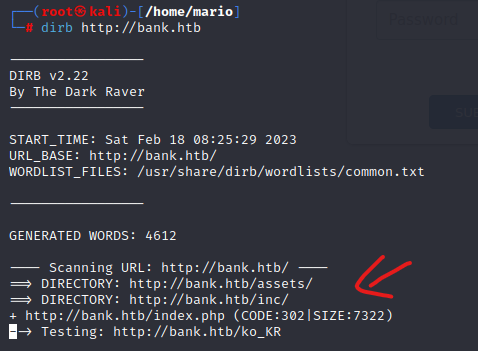 ┌──(root㉿kali)-[/home/mario]
└─# dirb http://bank.htb
-----------------
DIRB v2.22
By The Dark Raver
-----------------
START_TIME: Sat Feb 18 08:25:29 2023
URL_BASE: http://bank.htb/
WORDLIST_FILES: /usr/share/dirb/wordlists/common.txt
-----------------
GENERATED WORDS: 4612
---- Scanning URL: http://bank.htb/ ----
==> DIRECTORY: http://bank.htb/assets/
==> DIRECTORY: http://bank.htb/inc/
+ http://bank.htb/index.php (CODE:302|SIZE:7322)
--> Testing: http://bank.htb/ko_KR
Password